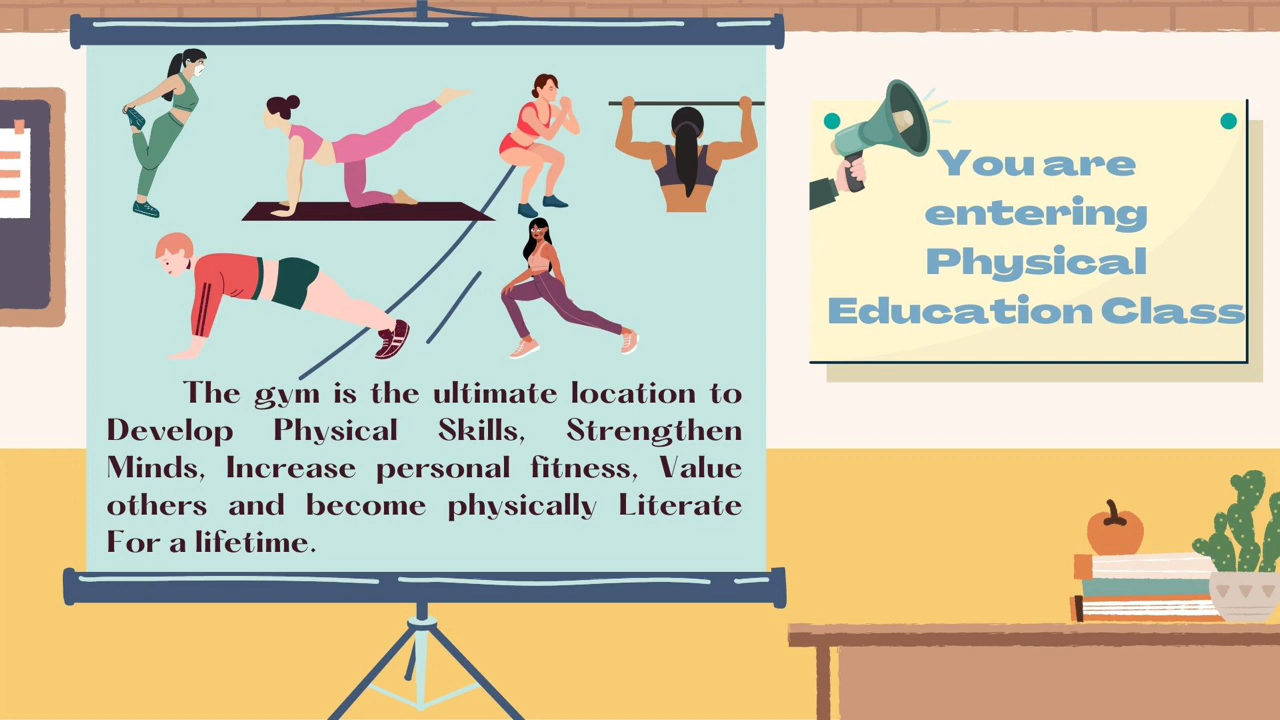 The gym is the ultimate location to
Develop Physical Skills, Strengthen
Minds, Increase personal fitness, Value
others and become physically Literate
For a lifetime.
You are
entering
Physical
Education Class